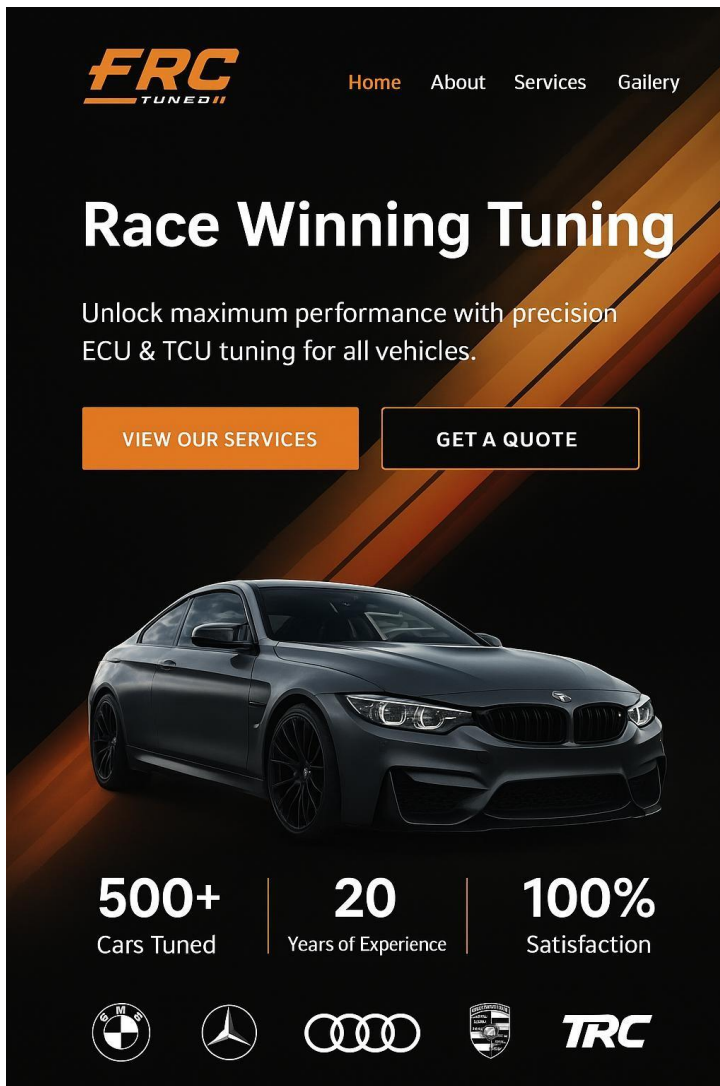 FRC
TUNED
Home About Services Gailery
Race Winning Tuning
Unlock maximum performance with precision
ECU & TCU tuning for all vehicles.
VIEW OUR SERVICES GET A QUOTE
500+ 20 100%
Cars Tuned Years of Experience Satisfaction
TRC